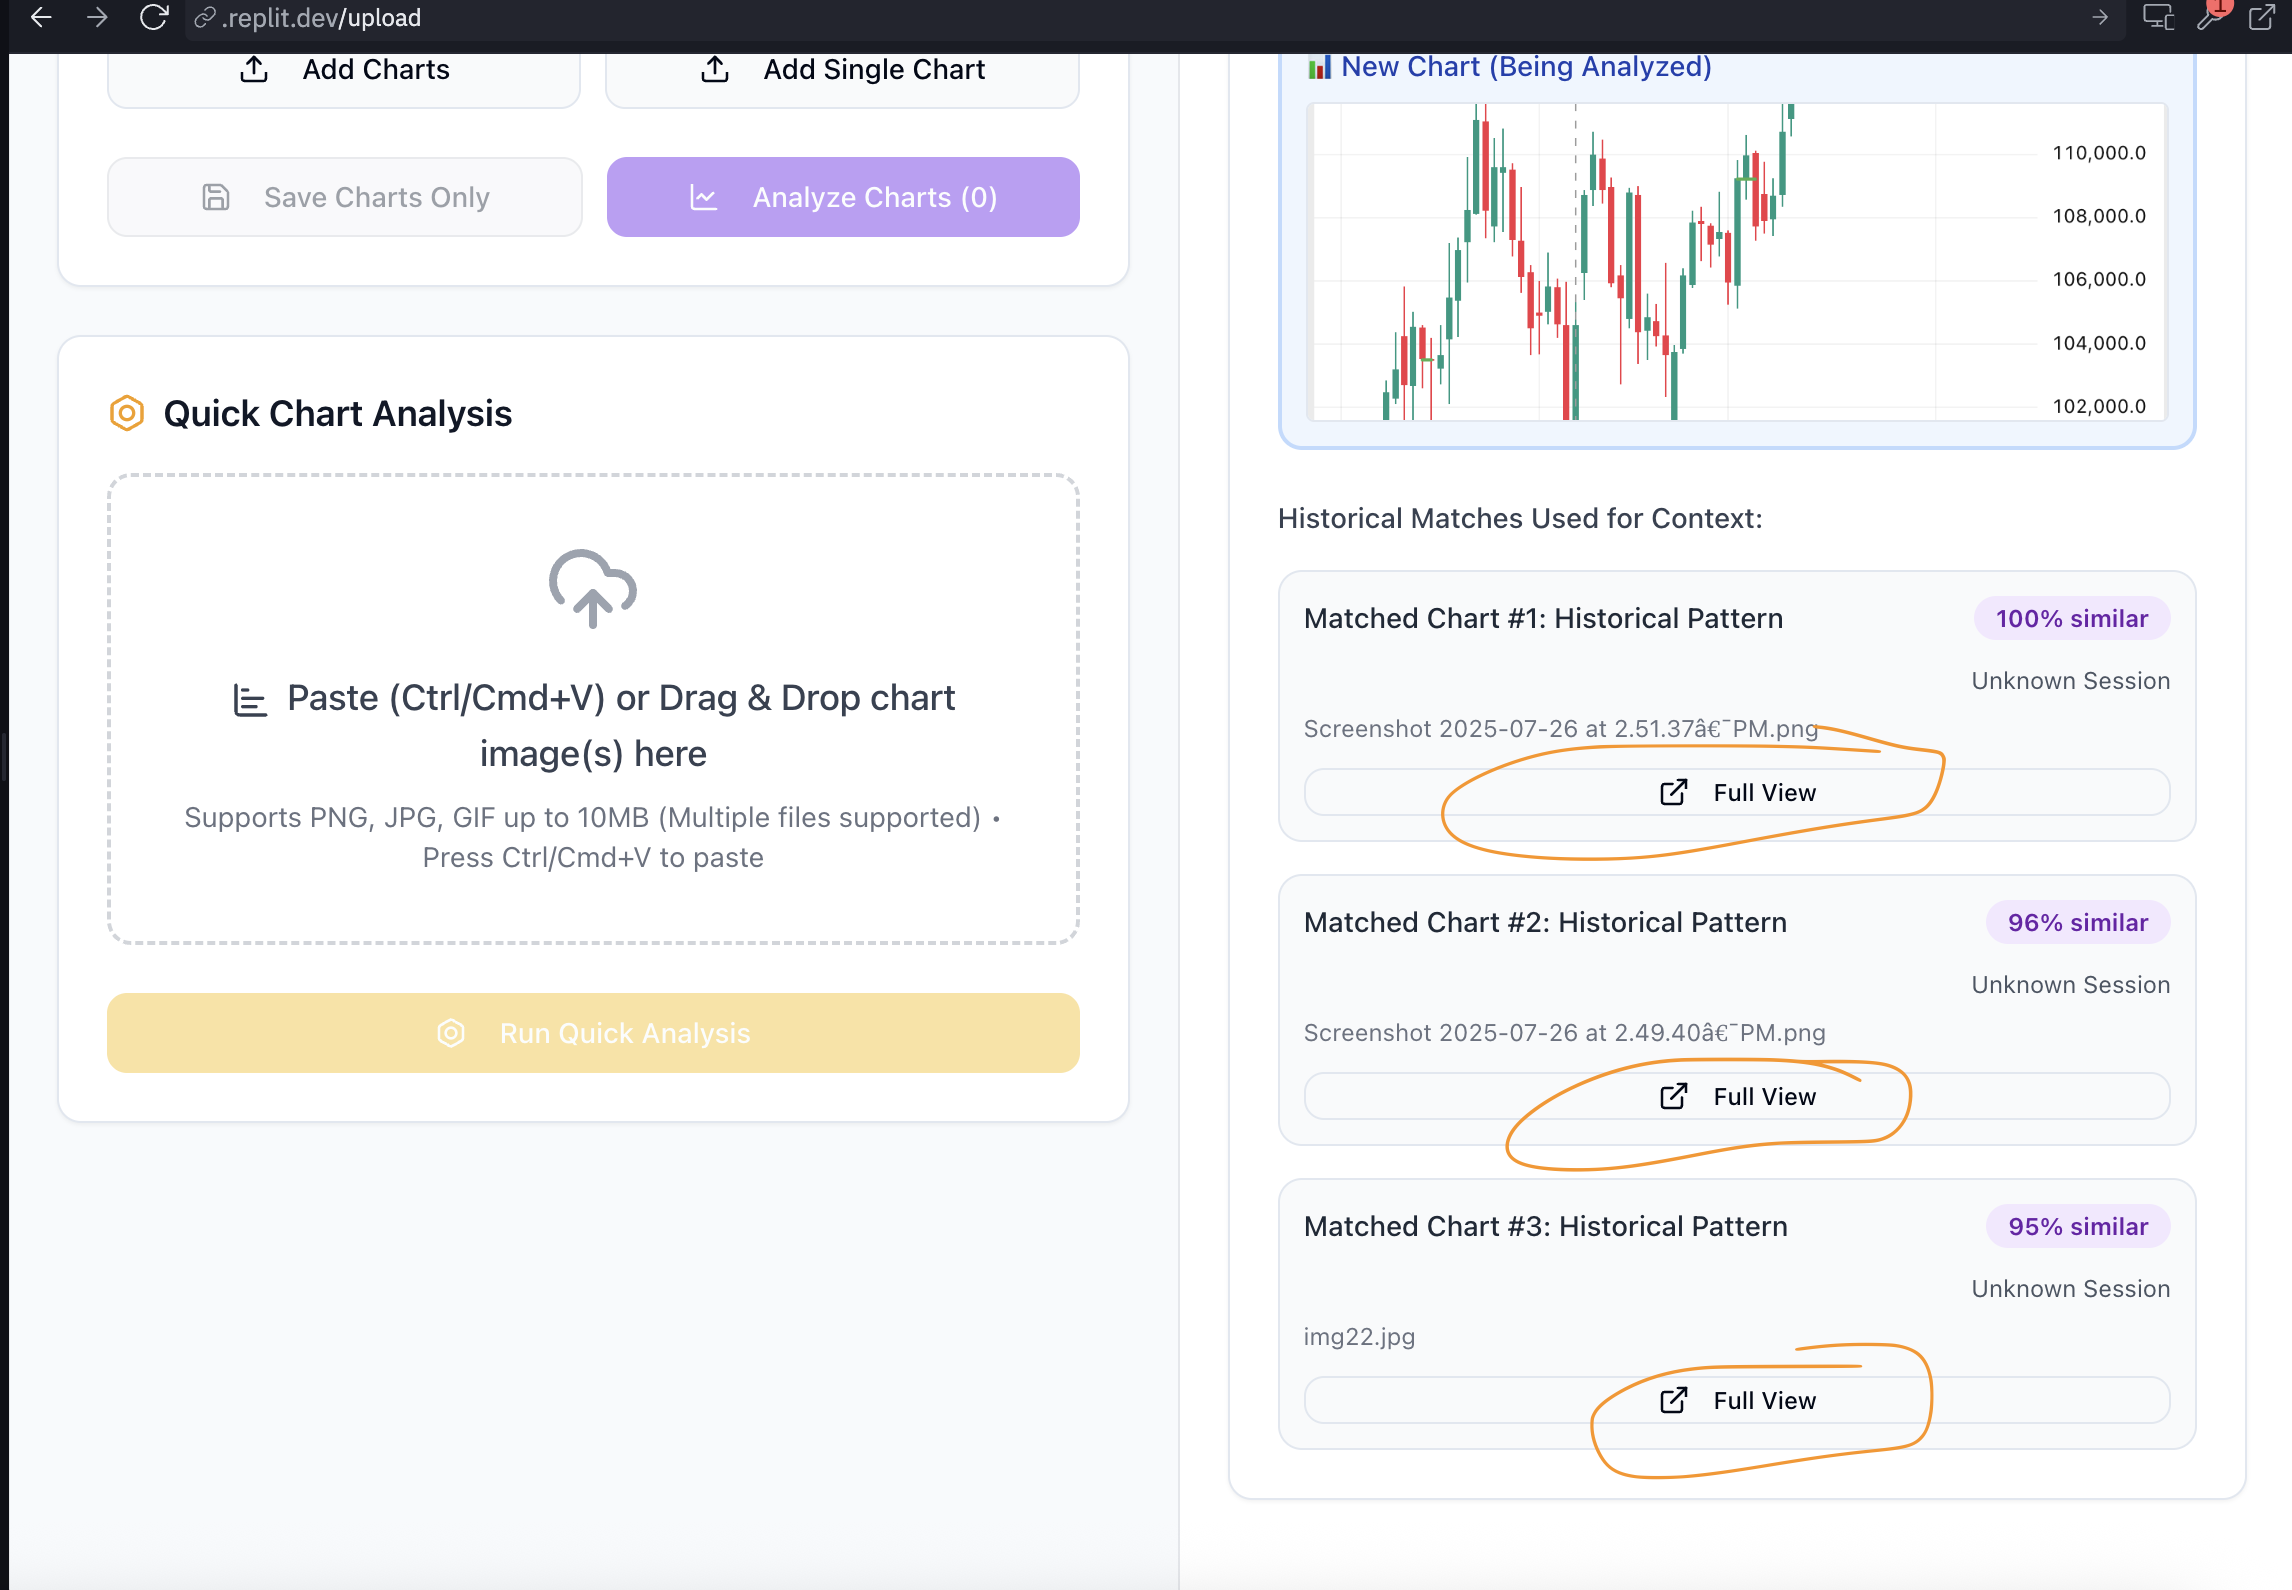 .replit.dev/upload
1
Add Charts
Add Single Chart
Save Charts Only
Analyze Charts (0)
Quick Chart Analysis
Paste (Ctrl/Cmd+V) or Drag & Drop chart
image(s) here
Supports PNG, JPG, GIF up to 10MB (Multiple files supported) •
Press Ctrl/Cmd+V to paste
Run Quick Analysis
New Chart (Being Analyzed)
110,000.0
108,000.0
106,000.0
104,000.0
102,000.0
Historical Matches Used for Context:
Matched Chart #1: Historical Pattern
100% similar
Unknown Session
Screenshot 2025-07-26 at 2.51.37â€¯PM.png
Full View
Matched Chart #2: Historical Pattern
96% similar
Unknown Session
Screenshot 2025-07-26 at 2.49.40â€¯PM.png
Full View
Matched Chart #3: Historical Pattern
95% similar
Unknown Session
img22.jpg
Full View